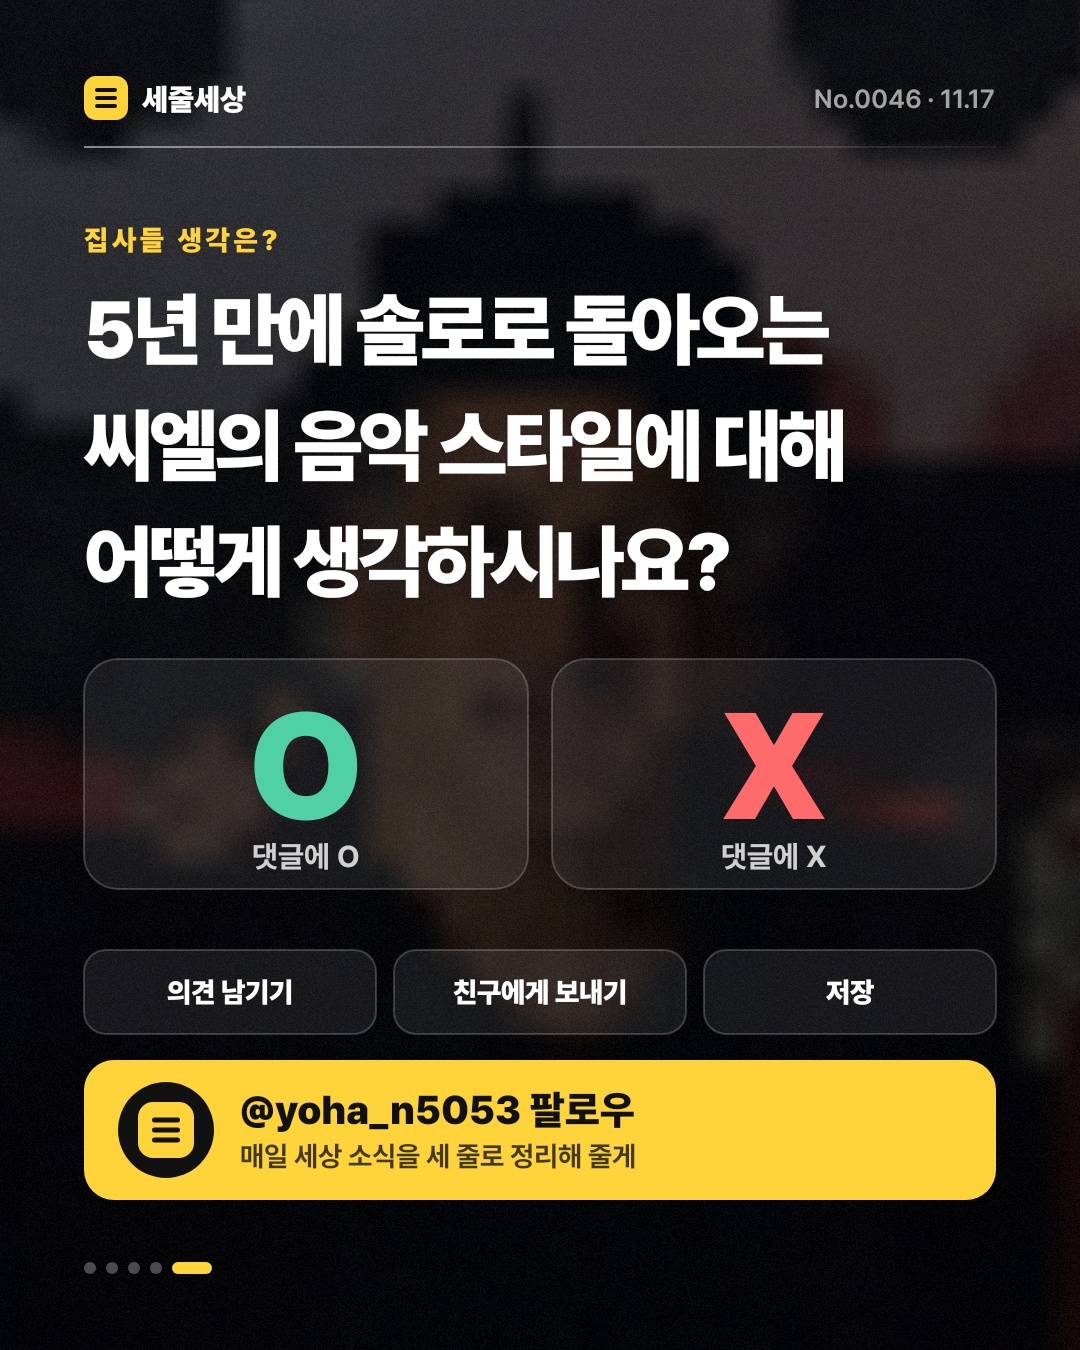 세줄세상
No.0046 · 11.17
집사들 생각은?
5년 만에 솔로로 돌아오는
씨엘의 음악 스타일에 대해
어떻게 생각하시나요?
O
X
댓글에 O
댓글에 X
의견 남기기
친구에게 보내기
저장
@yoha_n5053 팔로우
매일 세상 소식을 세 줄로 정리해 줄게